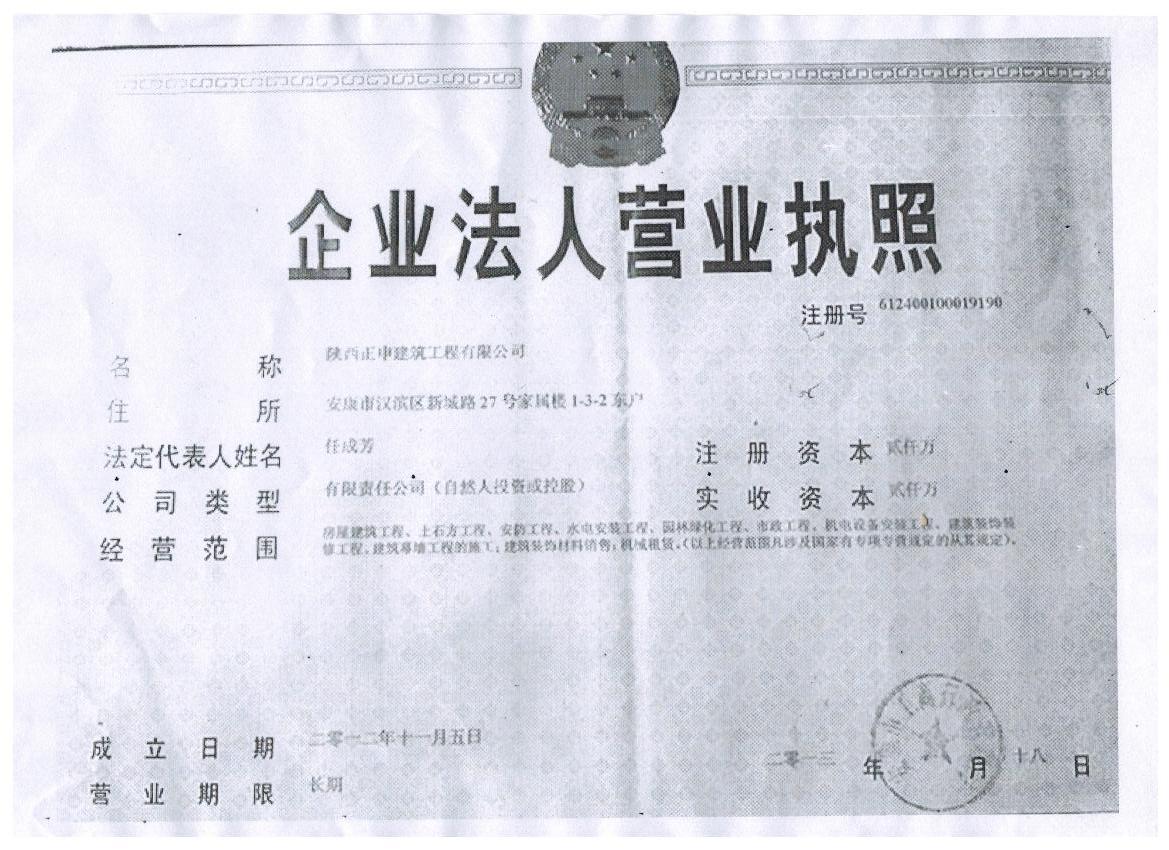 企业法人营业执照
注册号 612400100019190
名称 陕西正申建筑工程有限公司
住所 安康市汉滨区新城路27号家属楼1-3-2东户
法定代表人姓名 任成芳 注册资本 贰仟万
公司类型 有限责任公司（自然人投资或控股） 实收资本 贰仟万
经营范围 房屋建筑工程、土石方工程、安防工程、水电安装工程、园林绿化工程、市政工程、机电设备安装工程、建筑装饰装
修工程、建筑幕墙工程的施工；建筑装饰材料销售；机械租赁。（以上经营范围凡涉及国家有专项专营规定的从其规定）。
成立日期 二零一二年十一月五日
二零一三 年 月 十八 日
营业期限 长期